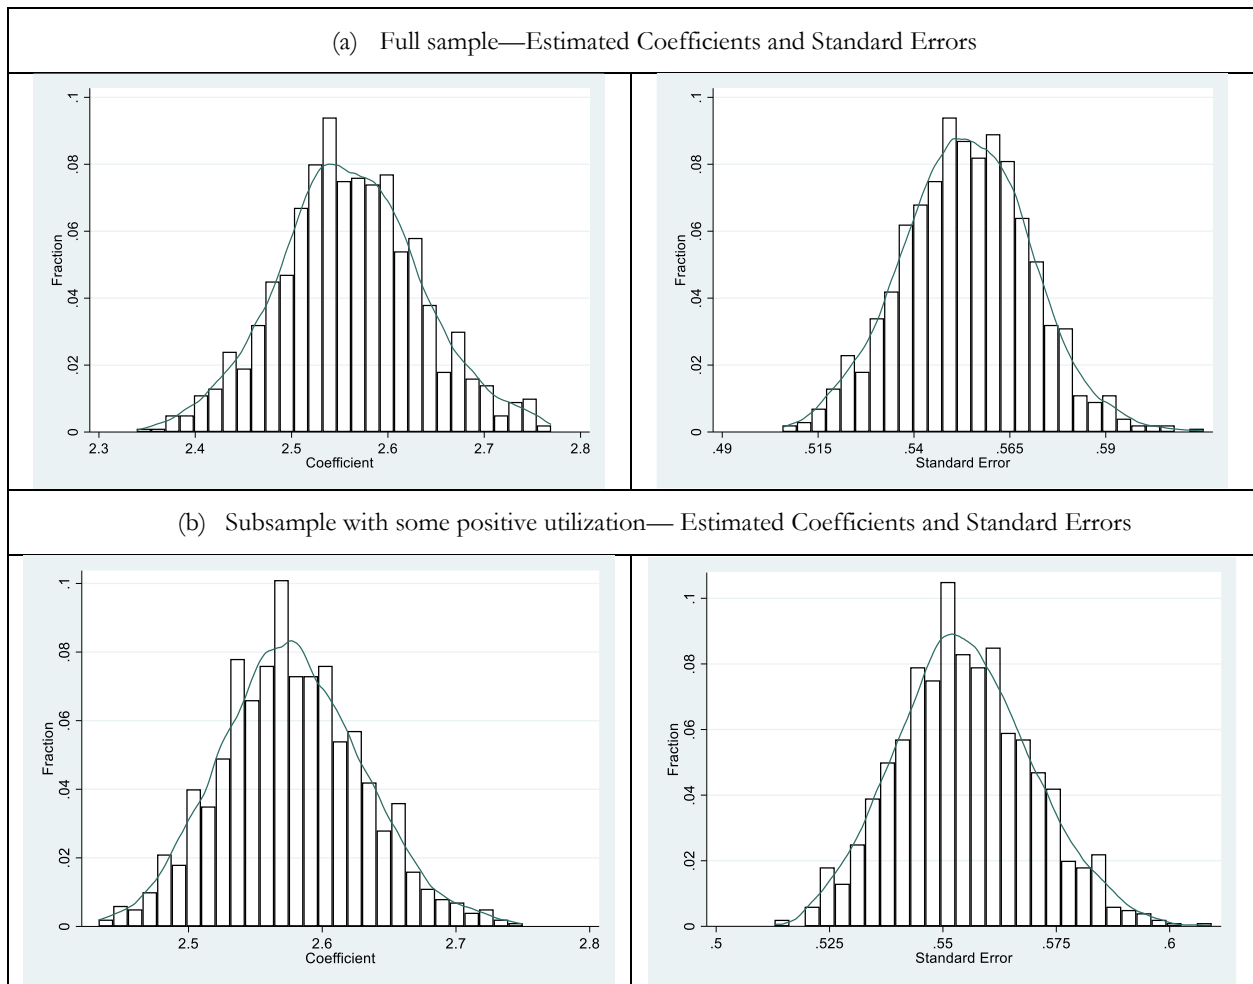 (a) Full sample—Estimated Coefficients and Standard Errors
.1
.08
.06
.04
.02
0
Fraction
2.3 2.4 2.5 2.6 2.7 2.8
Coefficient
.1
.08
.06
.04
.02
0
Fraction
.49 .515 .54 .565 .59
Standard Error
(b) Subsample with some positive utilization— Estimated Coefficients and Standard Errors
.1
.08
.06
.04
.02
0
Fraction
2.5 2.6 2.7 2.8
Coefficient
.1
.08
.06
.04
.02
0
Fraction
.5 .525 .55 .575 .6
Standard Error